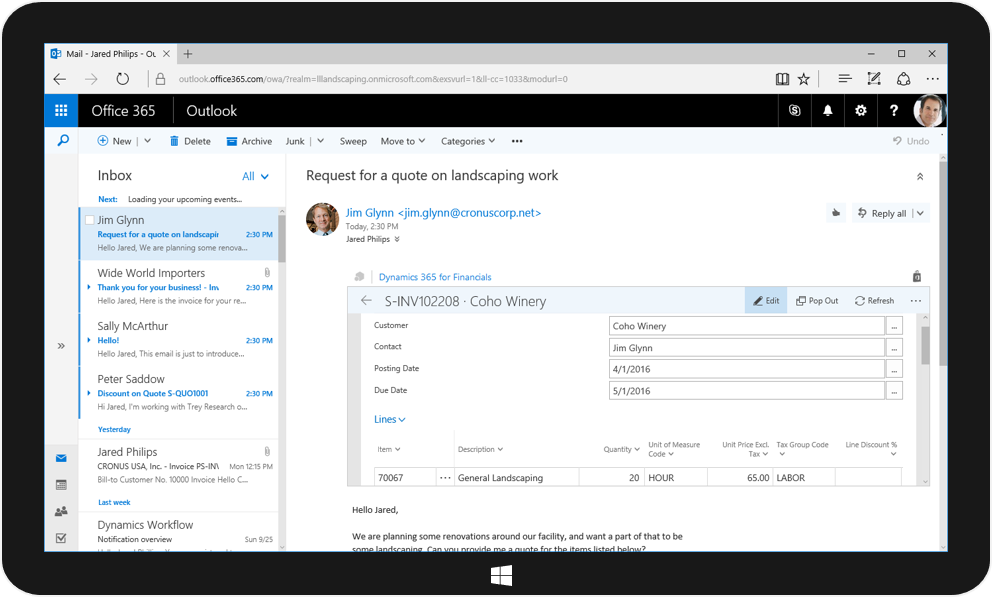 Mail - Jared Philips - Ou
outlook.office365.com/owa/?realm=lllandscaping.onmicrosoft.com&exsvurl=1&ll-cc=1033&modurl=0
Office 365 Outlook
New Delete Archive Junk Sweep Move to Categories ••• Undo
Inbox All
Next: Loading your upcoming events...
Jim Glynn
Request for a quote on landscapin 2:30 PM
Hello Jared, We are planning some renova...
Wide World Importers
Thank you for your business! - Inv 2:30 PM
Hello Jared, Here is the invoice for your re...
Sally McArthur
Hello! 2:30 PM
Hello Jared, This email is just to introduce...
Peter Saddow
Discount on Quote S-QUO1001 2:30 PM
Hi Jared, I'm working with Trey Research o...
Yesterday
Jared Philips
CRONUS USA, Inc. - Invoice PS-INV Mon 12:15 PM
Bill-to Customer No. 10000 Invoice Hello C...
Last week
Dynamics Workflow
Notification overview Sun 9/25
Request for a quote on landscaping work
Jim Glynn <jim.glynn@cronuscorp.net>
Today, 2:30 PM
Jared Philips
Reply all
Dynamics 365 for Financials
S-INV102208 · Coho Winery
Edit Pop Out Refresh ···
Customer Coho Winery ...
Contact Jim Glynn ...
Posting Date 4/1/2016 ...
Due Date 5/1/2016 ...
Lines
Item Description Quantity Unit of Measure Code Unit Price Excl. Tax Tax Group Code Line Discount %
70067 ··· General Landscaping 20 HOUR 65.00 LABOR
Hello Jared,
We are planning some renovations around our facility, and want a part of that to be
some landscaping. Can you provide me a quote for the items listed below?